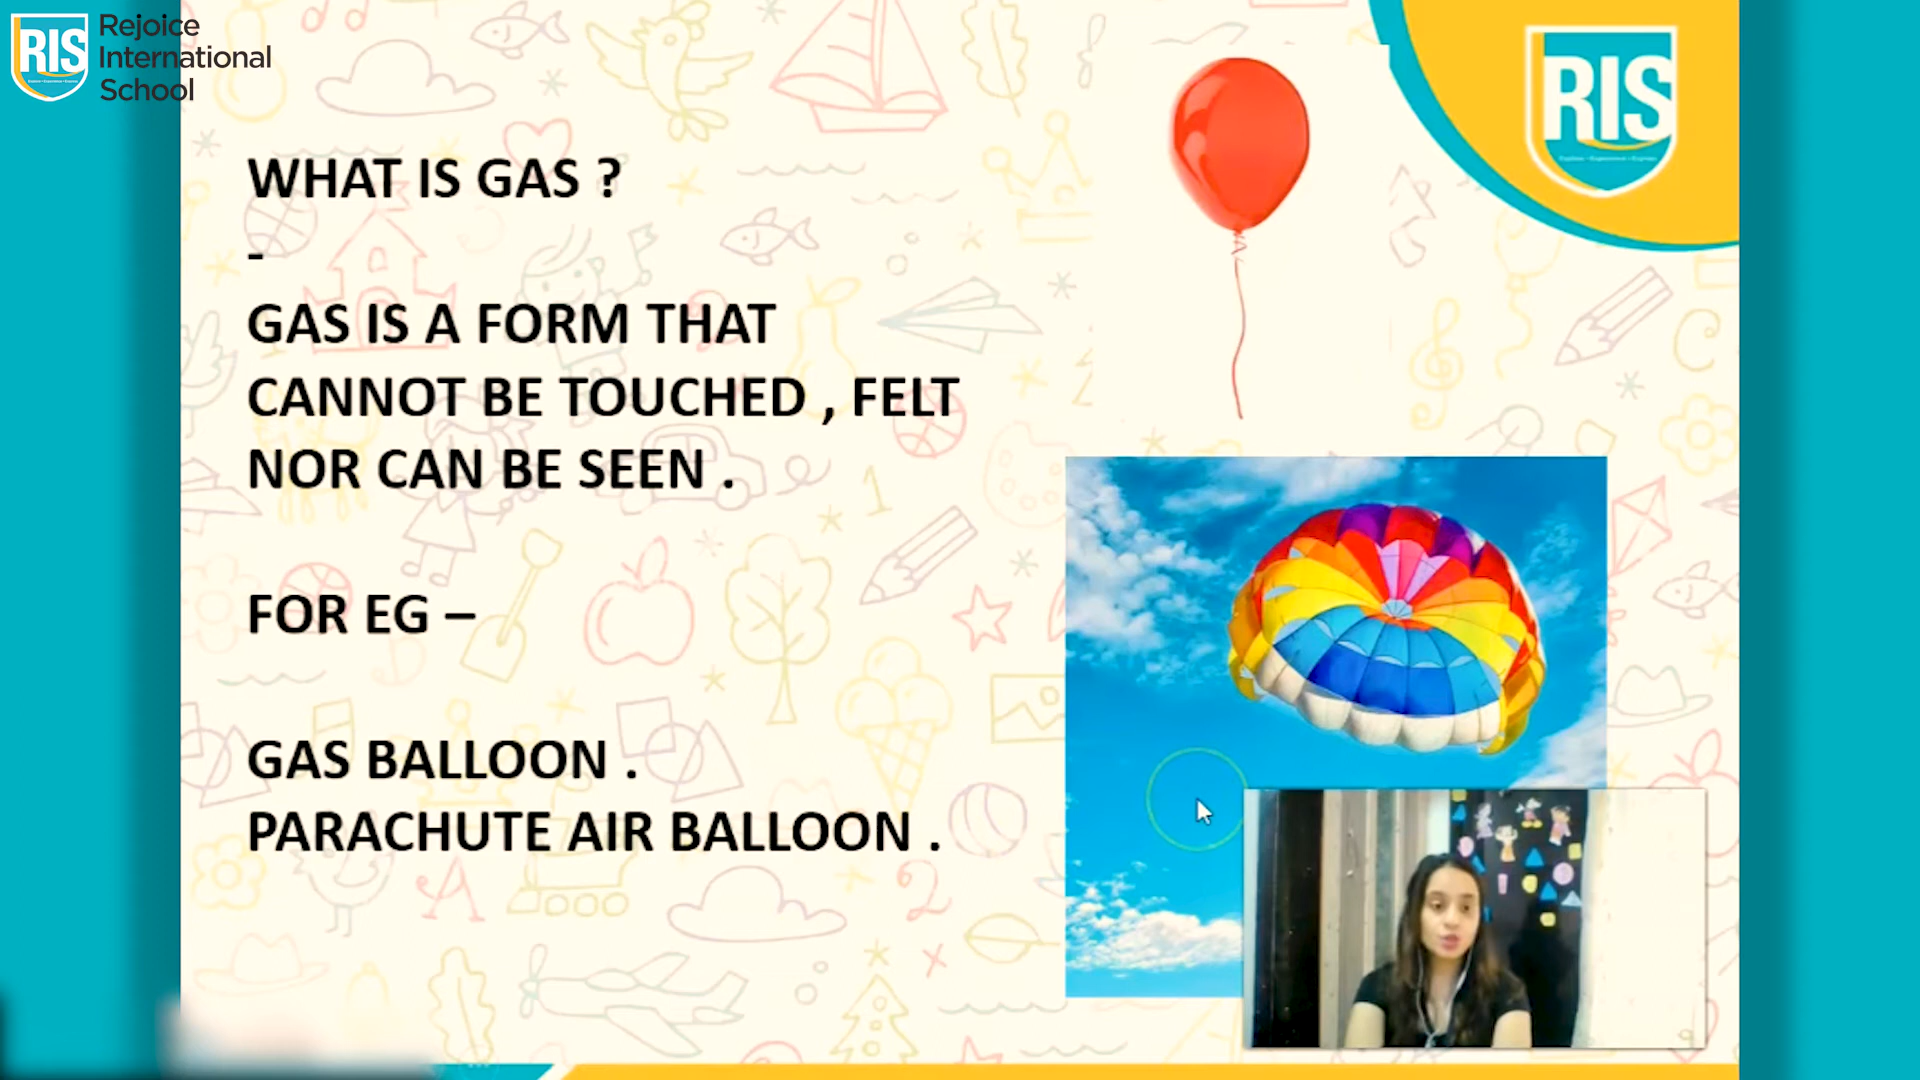 RIS
Rejoice
International
School
RIS
WHAT IS GAS ?
-
GAS IS A FORM THAT
CANNOT BE TOUCHED , FELT
NOR CAN BE SEEN .
FOR EG –
GAS BALLOON .
PARACHUTE AIR BALLOON .